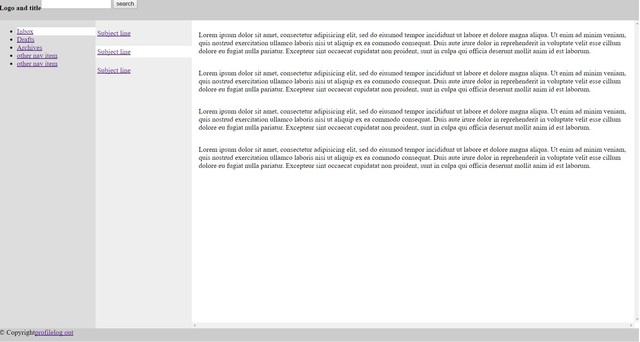 Logo and title
search
Inbox
Drafts
Archives
other nav item
other nav item
Subject line
Subject line
Subject line
Lorem ipsum dolor sit amet, consectetur adipisicing elit, sed do eiusmod tempor incididunt ut labore et dolore magna aliqua. Ut enim ad minim veniam,
quis nostrud exercitation ullamco laboris nisi ut aliquip ex ea commodo consequat. Duis aute irure dolor in reprehenderit in voluptate velit esse cillum
dolore eu fugiat nulla pariatur. Excepteur sint occaecat cupidatat non proident, sunt in culpa qui officia deserunt mollit anim id est laborum.
Lorem ipsum dolor sit amet, consectetur adipisicing elit, sed do eiusmod tempor incididunt ut labore et dolore magna aliqua. Ut enim ad minim veniam,
quis nostrud exercitation ullamco laboris nisi ut aliquip ex ea commodo consequat. Duis aute irure dolor in reprehenderit in voluptate velit esse cillum
dolore eu fugiat nulla pariatur. Excepteur sint occaecat cupidatat non proident, sunt in culpa qui officia deserunt mollit anim id est laborum.
Lorem ipsum dolor sit amet, consectetur adipisicing elit, sed do eiusmod tempor incididunt ut labore et dolore magna aliqua. Ut enim ad minim veniam,
quis nostrud exercitation ullamco laboris nisi ut aliquip ex ea commodo consequat. Duis aute irure dolor in reprehenderit in voluptate velit esse cillum
dolore eu fugiat nulla pariatur. Excepteur sint occaecat cupidatat non proident, sunt in culpa qui officia deserunt mollit anim id est laborum.
Lorem ipsum dolor sit amet, consectetur adipisicing elit, sed do eiusmod tempor incididunt ut labore et dolore magna aliqua. Ut enim ad minim veniam,
quis nostrud exercitation ullamco laboris nisi ut aliquip ex ea commodo consequat. Duis aute irure dolor in reprehenderit in voluptate velit esse cillum
dolore eu fugiat nulla pariatur. Excepteur sint occaecat cupidatat non proident, sunt in culpa qui officia deserunt mollit anim id est laborum.
© Copyrightprofilelog out